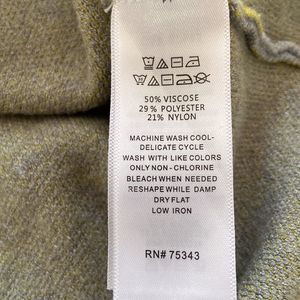 50% VISCOSE
29% POLYESTER
21% NYLON
MACHINE WASH COOL-
DELICATE CYCLE
WASH WITH LIKE COLORS
ONLY NON - CHLORINE
BLEACH WHEN NEEDED
RESHAPE WHILE DAMP
DRY FLAT
LOW IRON
RN# 75343